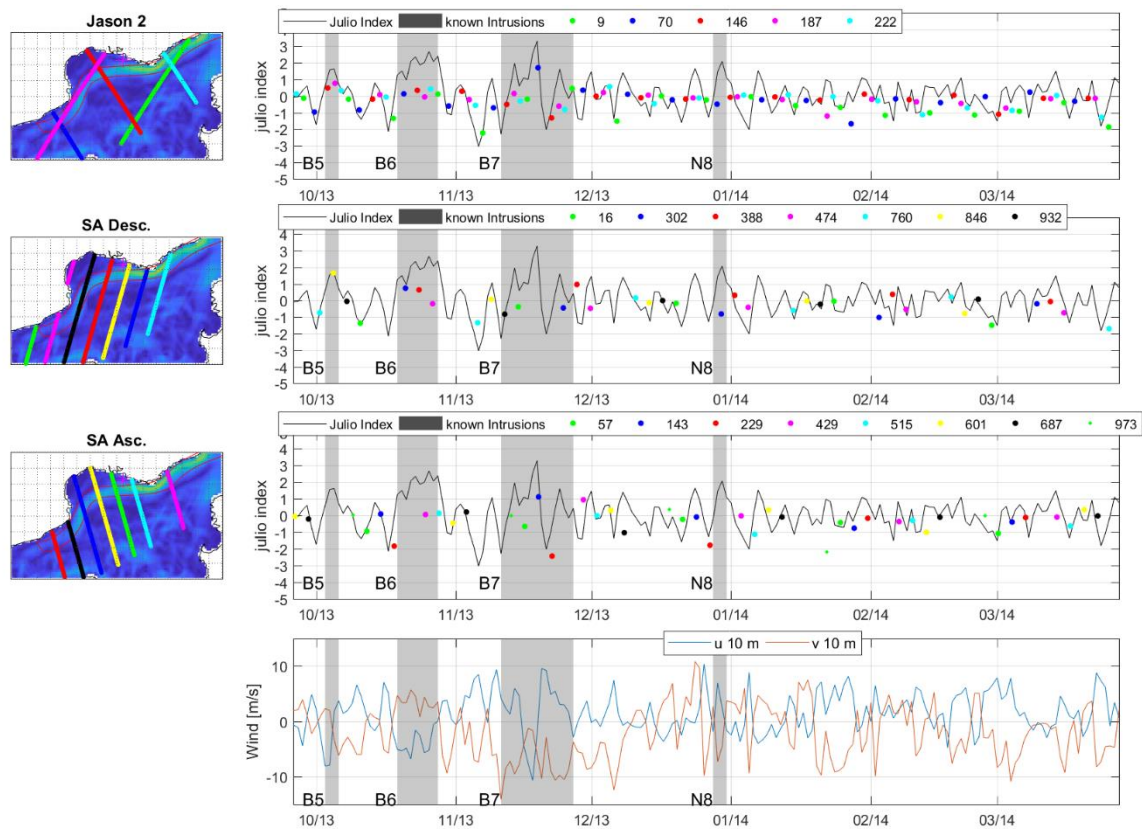 Jason 2
Julio Index known Intrusions 9 70 146 187 222
julio index
4
3
2
1
0
-1
-2
-3
-4
-5
B5 B6 B7 N8
10/13 11/13 12/13 01/14 02/14 03/14
SA Desc.
Julio Index known Intrusions 16 302 388 474 760 846 932
julio index
4
3
2
1
0
-1
-2
-3
-4
-5
B5 B6 B7 N8
10/13 11/13 12/13 01/14 02/14 03/14
SA Asc.
Julio Index known Intrusions 57 143 229 429 515 601 687 973
julio index
4
3
2
1
0
-1
-2
-3
-4
-5
B5 B6 B7 N8
10/13 11/13 12/13 01/14 02/14 03/14
u 10 m v 10 m
Wind [m/s]
10
0
-10
B5 B6 B7 N8
10/13 11/13 12/13 01/14 02/14 03/14